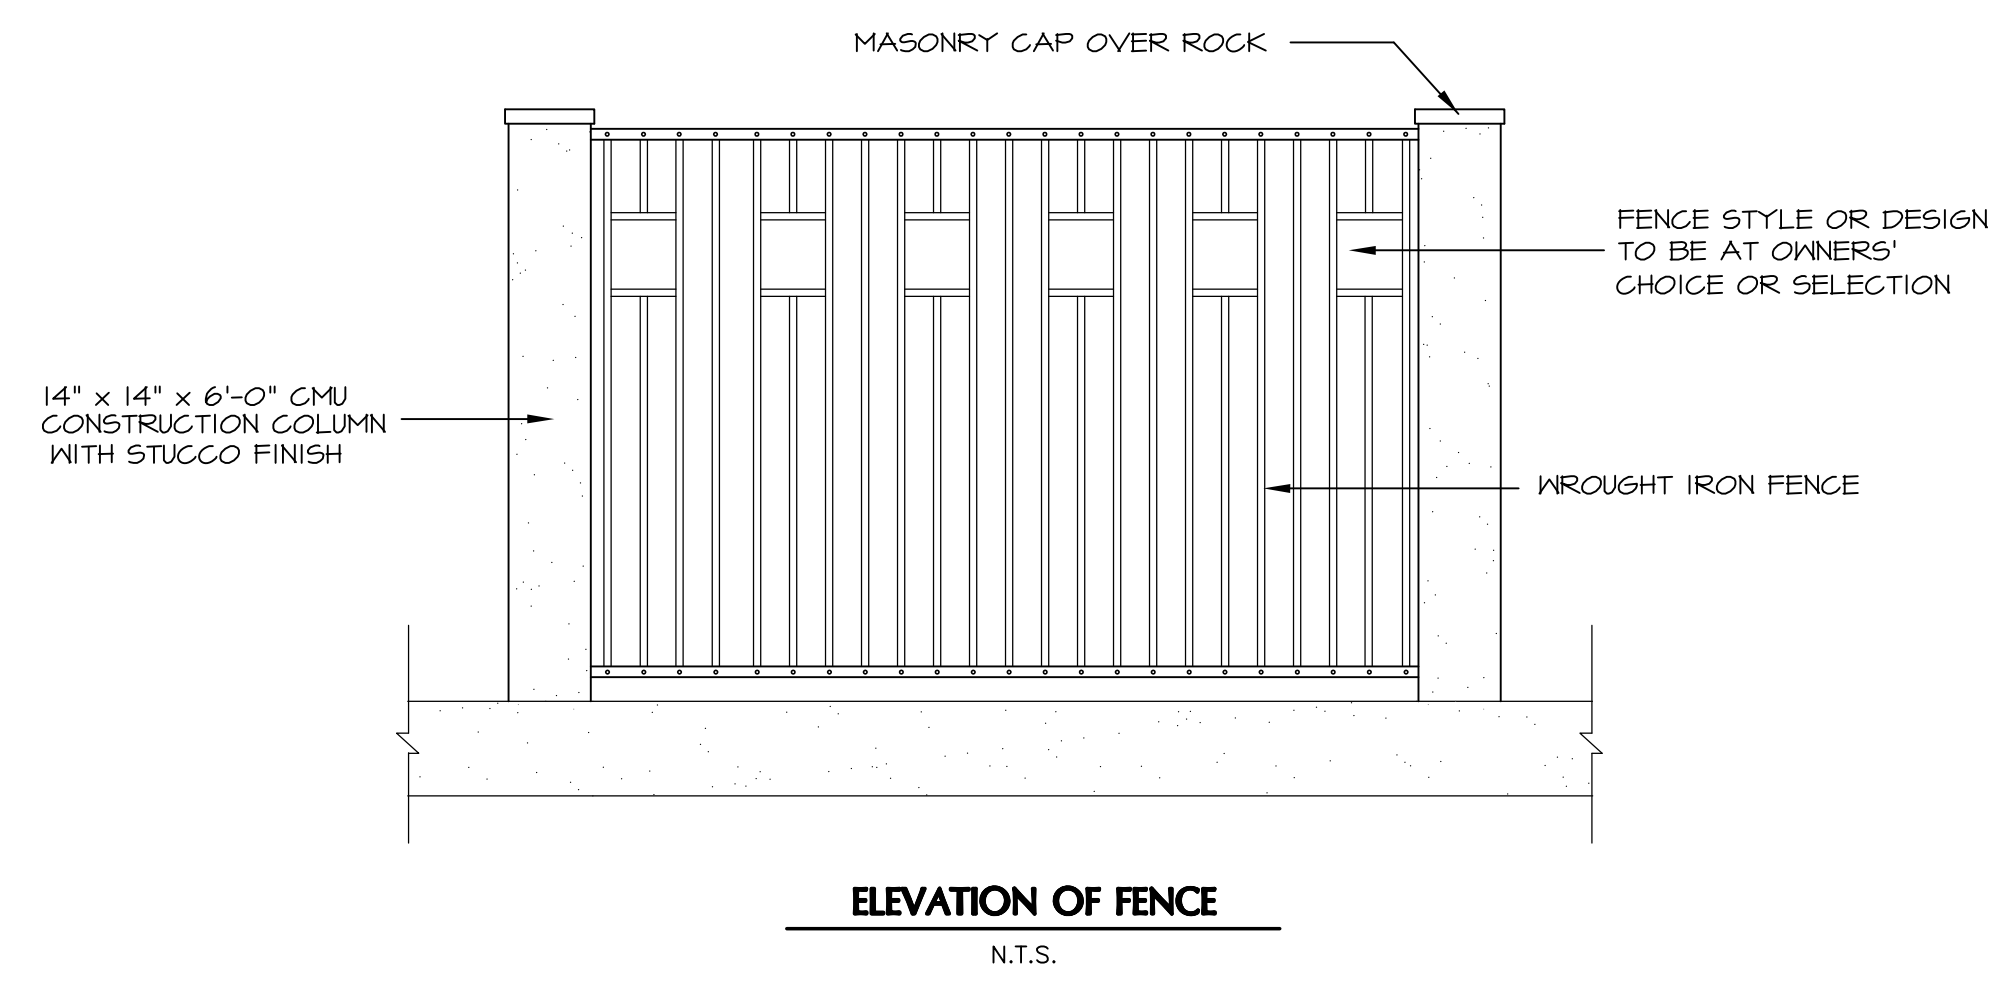 MASONRY CAP OVER ROCK
FENCE STYLE OR DESIGN
TO BE AT OWNERS'
CHOICE OR SELECTION
14" x 14" x 6'-0" CMU
CONSTRUCTION COLUMN
WITH STUCCO FINISH
WROUGHT IRON FENCE
ELEVATION OF FENCE
N.T.S.